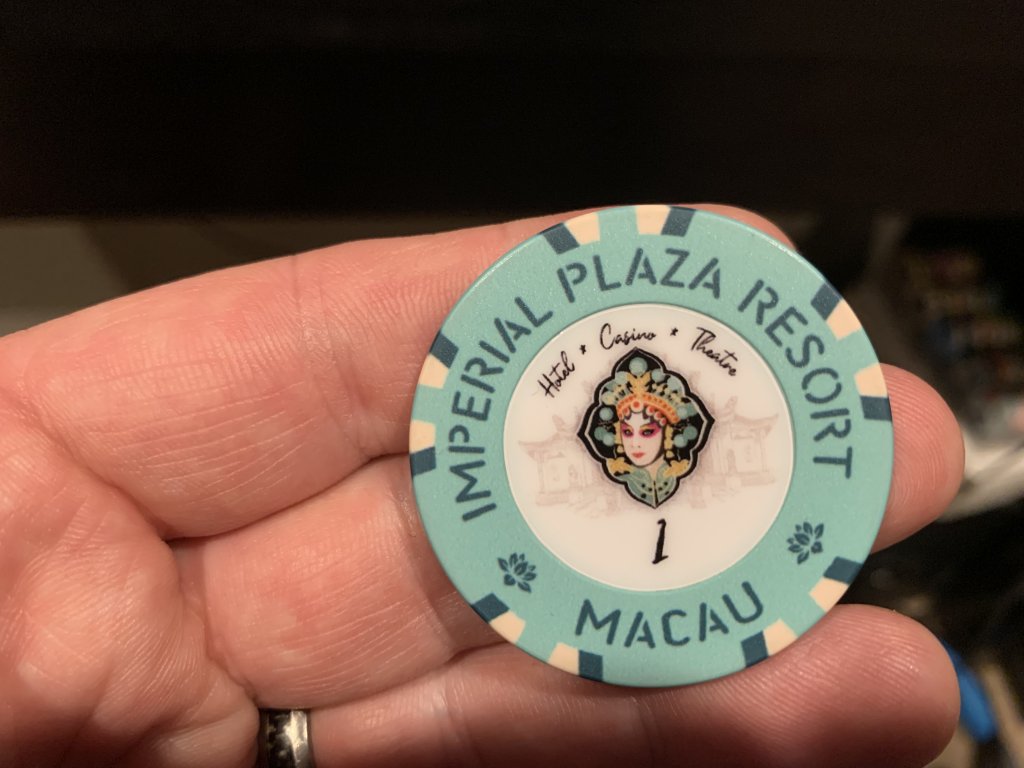 IMPERIAL PLAZA RESORT
Hotel ★ Casino ★ Theatre
1
MACAU